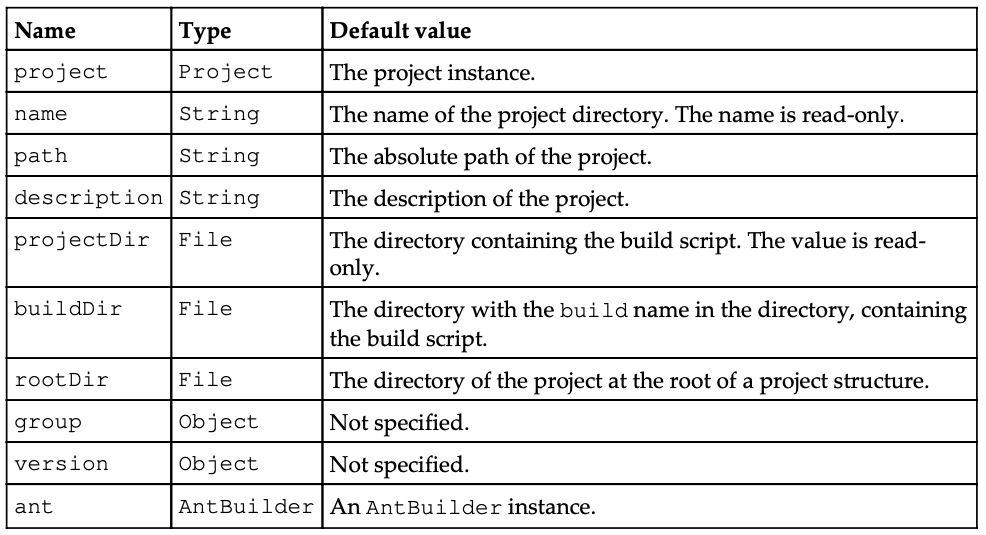 Name Type Default value
project Project The project instance.
name String The name of the project directory. The name is read-only.
path String The absolute path of the project.
description String The description of the project.
projectDir File The directory containing the build script. The value is read-
only.
buildDir File The directory with the build name in the directory, containing
the build script.
rootDir File The directory of the project at the root of a project structure.
group Object Not specified.
version Object Not specified.
ant AntBuilder An AntBuilder instance.